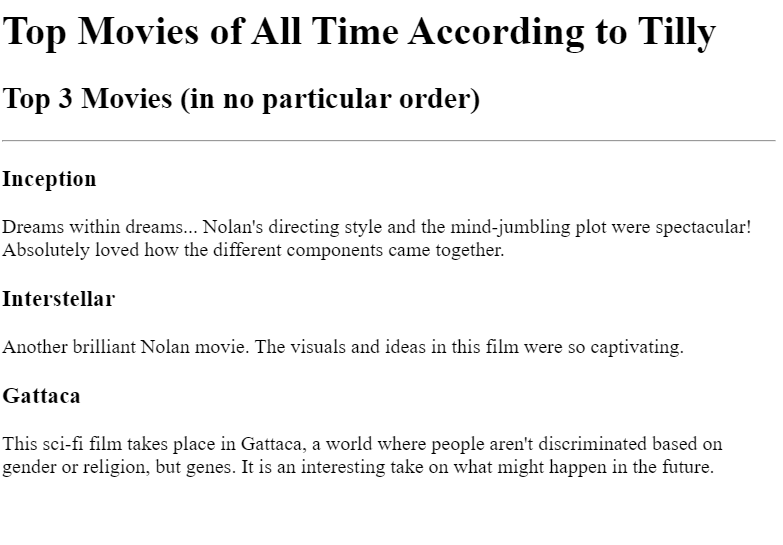 Top Movies of All Time According to Tilly
Top 3 Movies (in no particular order)
Inception
Dreams within dreams... Nolan's directing style and the mind-jumbling plot were spectacular!
Absolutely loved how the different components came together.
Interstellar
Another brilliant Nolan movie. The visuals and ideas in this film were so captivating.
Gattaca
This sci-fi film takes place in Gattaca, a world where people aren't discriminated based on
gender or religion, but genes. It is an interesting take on what might happen in the future.